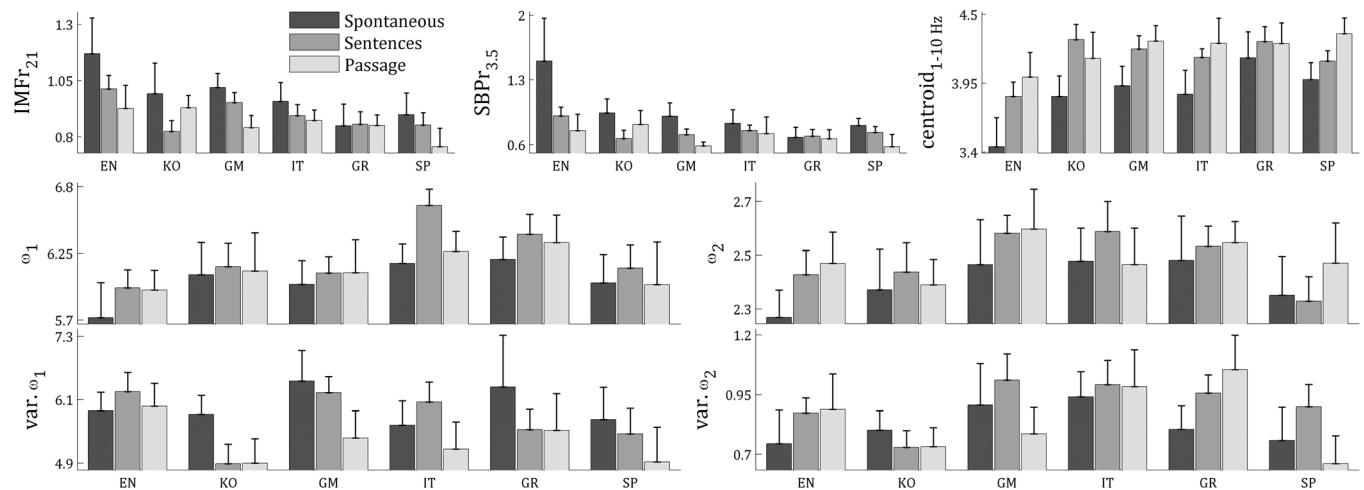 IMFr21
1.3
1.05
0.8
EN KO GM IT GR SP
Spontaneous
Sentences
Passage
SBPr3.5
2
1.3
0.6
EN KO GM IT GR SP
centroid1-10 Hz
4.5
3.95
3.4
EN KO GM IT GR SP
ω1
6.8
6.25
5.7
ω2
2.7
2.5
2.3
var. ω1
7.3
6.1
4.9
EN KO GM IT GR SP
var. ω2
1.2
0.95
0.7
EN KO GM IT GR SP